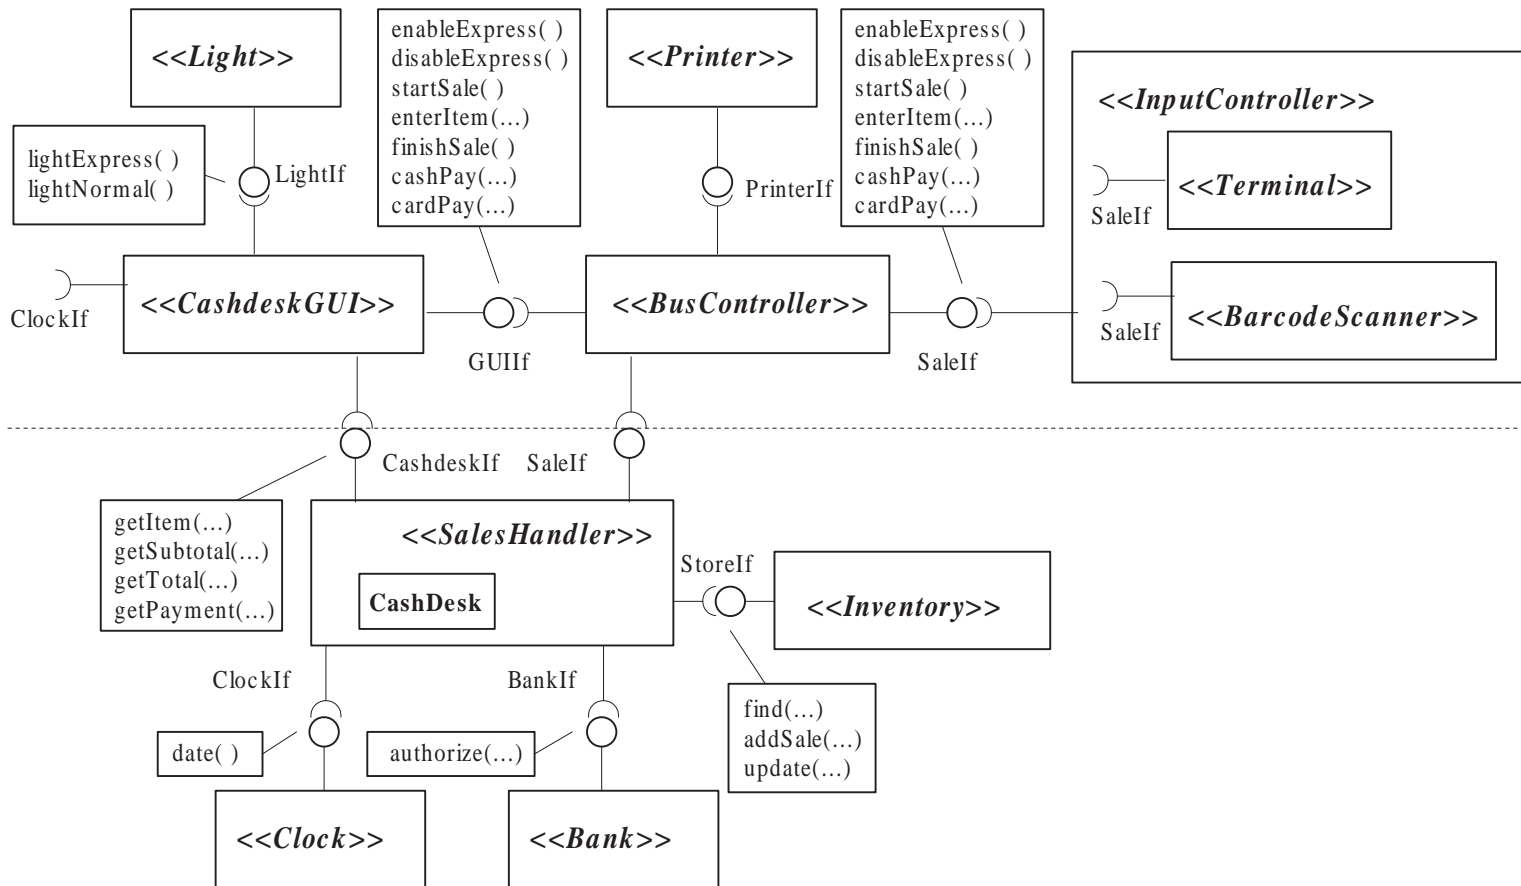 <<Light>>
enableExpress( )
disableExpress( )
startSale( )
enterItem(...)
finishSale( )
cashPay(...)
cardPay(...)
<<Printer>>
enableExpress( )
disableExpress( )
startSale( )
enterItem(...)
finishSale( )
cashPay(...)
cardPay(...)
<<InputController>>
lightExpress( )
lightNormal( )
LightIf
PrinterIf
<<Terminal>>
SaleIf
ClockIf
<<CashdeskGUI>>
GUIIf
<<BusController>>
SaleIf
<<BarcodeScanner>>
SaleIf
CashdeskIf
SaleIf
getItem(...)
getSubtotal(...)
getTotal(...)
getPayment(...)
<<SalesHandler>>
CashDesk
StoreIf
<<Inventory>>
ClockIf
BankIf
find(...)
addSale(...)
update(...)
date( )
authorize(...)
<<Clock>>
<<Bank>>